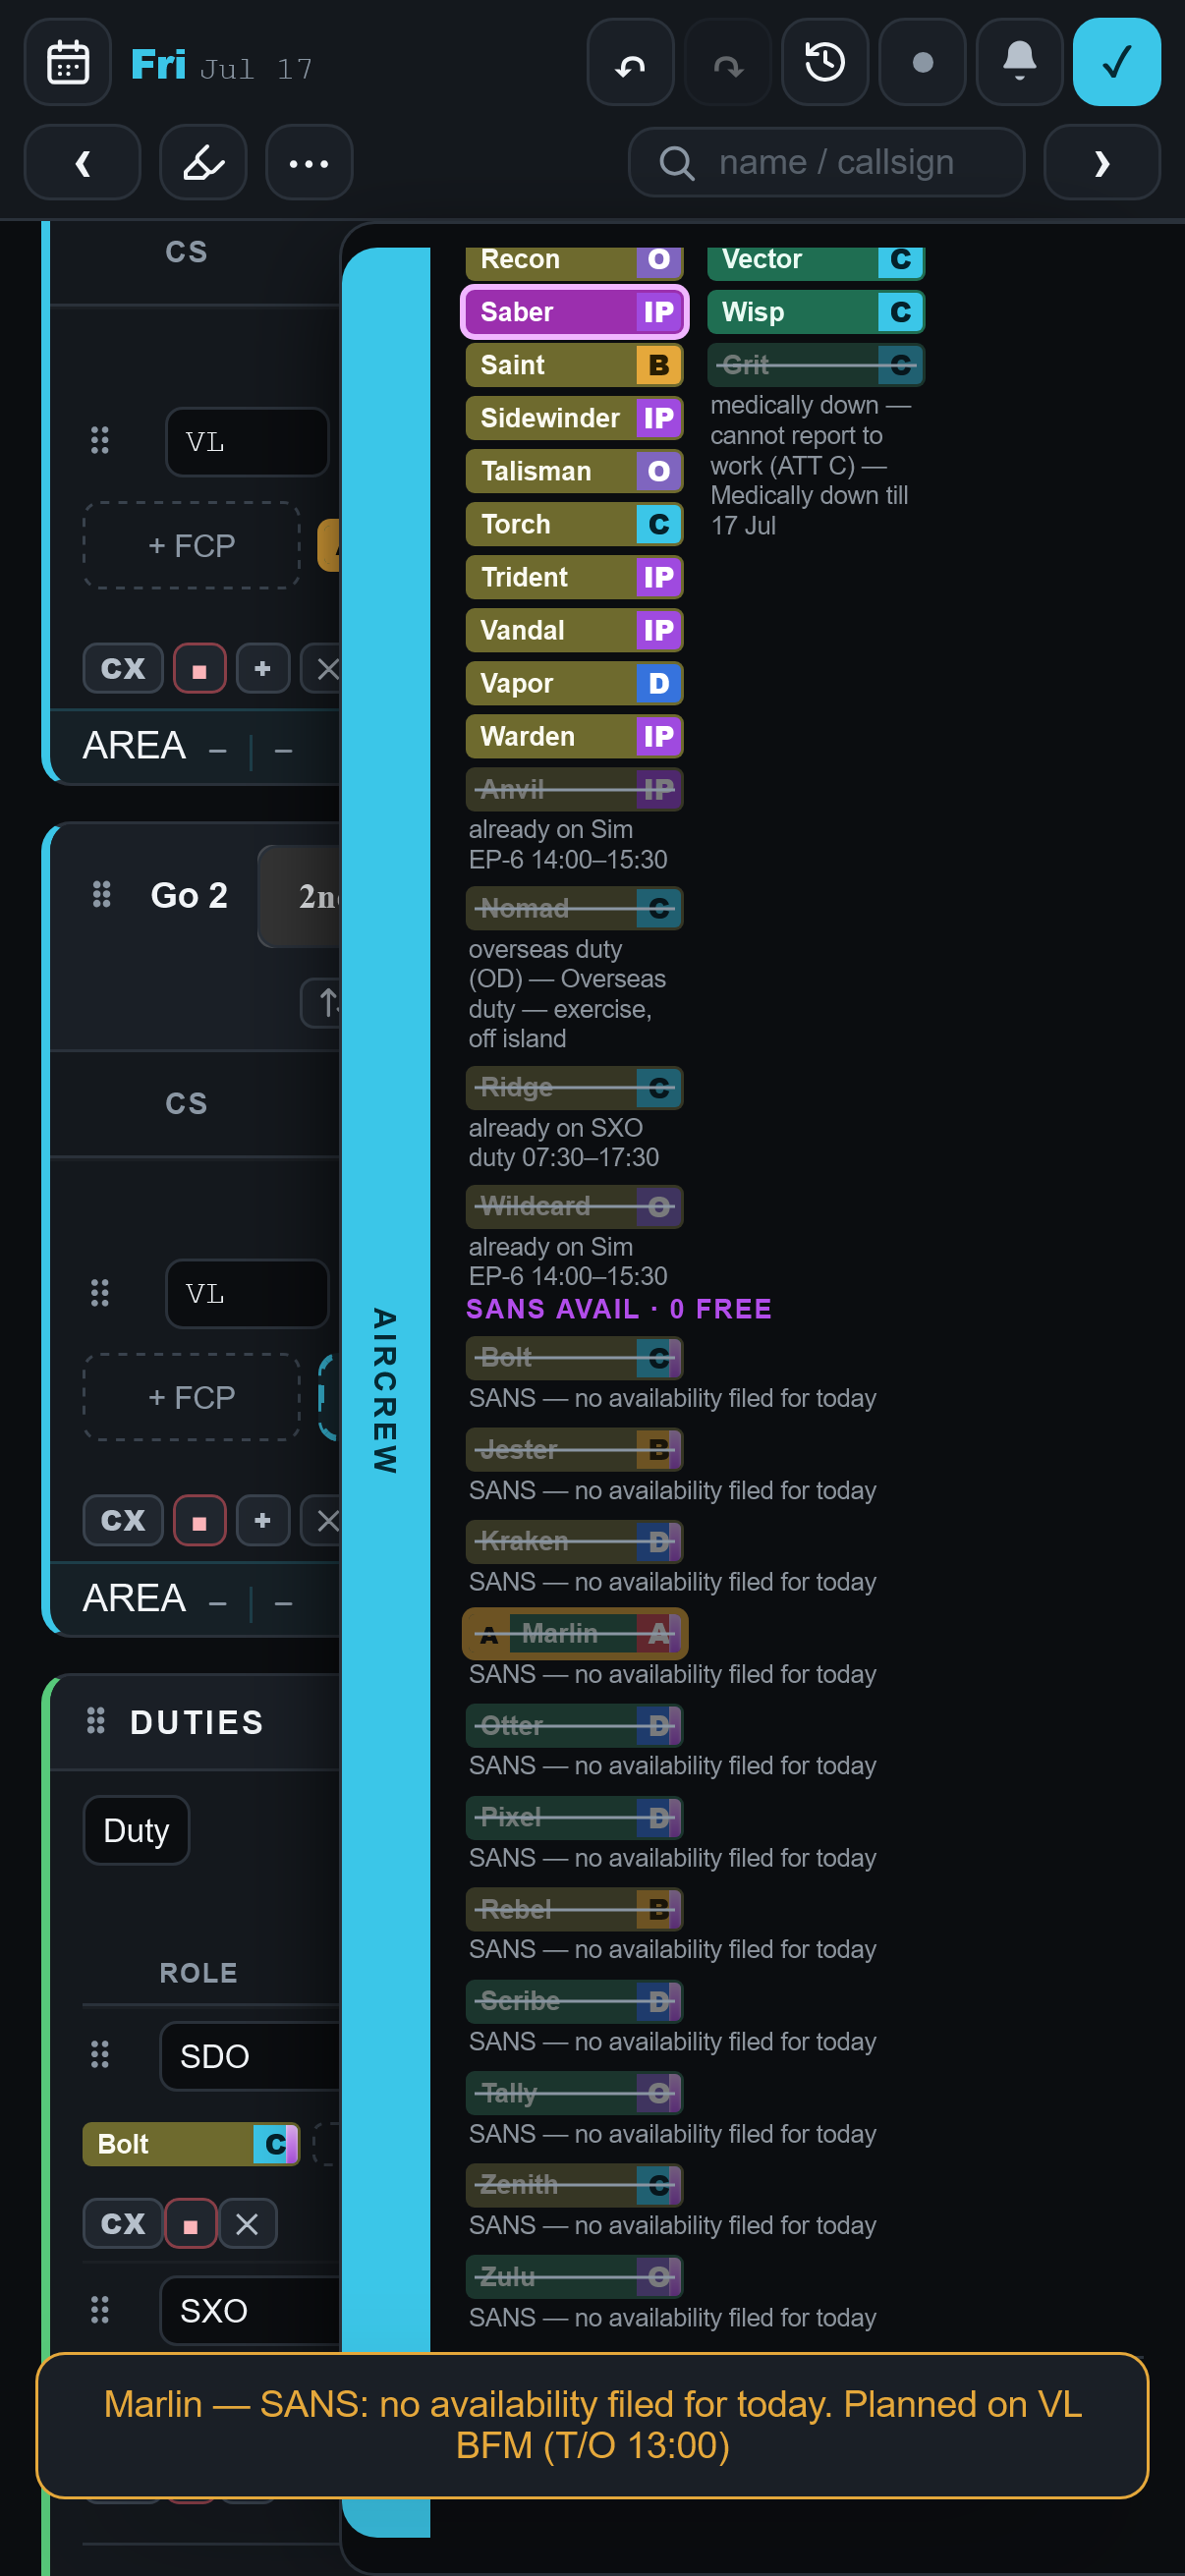 Fri Jul 17
name / callsign
CS
VL
+ FCP
CX
+
AREA – | –
Go 2
CS
VL
+ FCP
CX
+
AREA – | –
DUTIES
Duty
ROLE
SDO
Bolt C
CX
SXO
AIRCREW
Recon O
Saber IP
Saint B
Sidewinder IP
Talisman O
Torch C
Trident IP
Vandal IP
Vapor D
Warden IP
Anvil IP
already on Sim
EP-6 14:00–15:30
Nomad C
overseas duty
(OD) — Overseas
duty — exercise,
off island
Ridge C
already on SXO
duty 07:30–17:30
Wildcard O
already on Sim
EP-6 14:00–15:30
Vector C
Wisp C
Grit C
medically down —
cannot report to
work (ATT C) —
Medically down till
17 Jul
SANS AVAIL · 0 FREE
Bolt C
SANS — no availability filed for today
Jester B
SANS — no availability filed for today
Kraken D
SANS — no availability filed for today
A Marlin A
SANS — no availability filed for today
Otter D
SANS — no availability filed for today
Pixel D
SANS — no availability filed for today
Rebel B
SANS — no availability filed for today
Scribe D
SANS — no availability filed for today
Tally O
SANS — no availability filed for today
Zenith C
SANS — no availability filed for today
Zulu O
SANS — no availability filed for today
Marlin — SANS: no availability filed for today. Planned on VL
BFM (T/O 13:00)